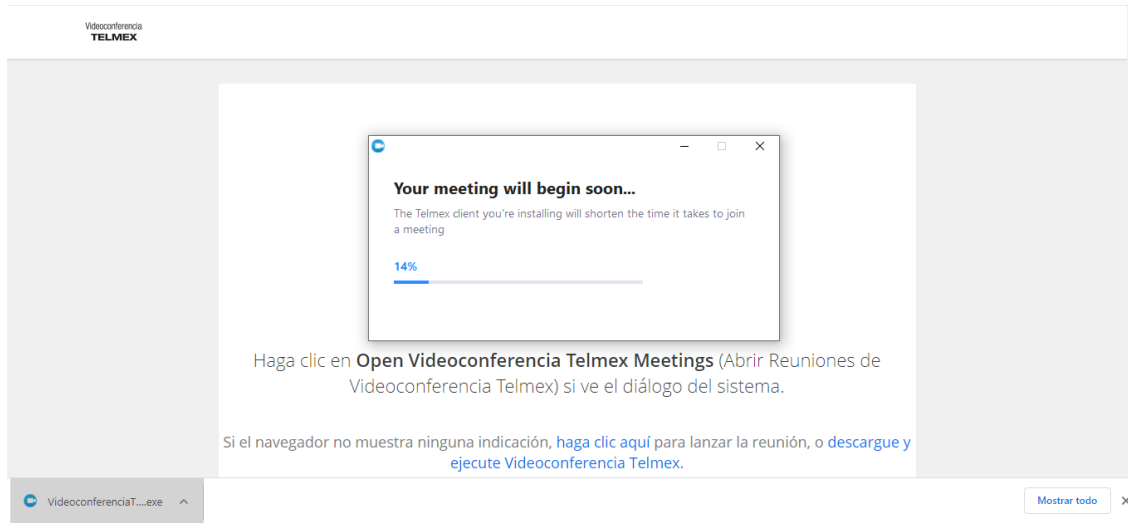 Videoconferencia
TELMEX
Your meeting will begin soon...
The Telmex client you're installing will shorten the time it takes to join
a meeting
14%
Haga clic en Open Videoconferencia Telmex Meetings (Abrir Reuniones de
Videoconferencia Telmex) si ve el diálogo del sistema.
Si el navegador no muestra ninguna indicación, haga clic aquí para lanzar la reunión, o descargue y
ejecute Videoconferencia Telmex.
VideoconferenciaT....exe
Mostrar todo